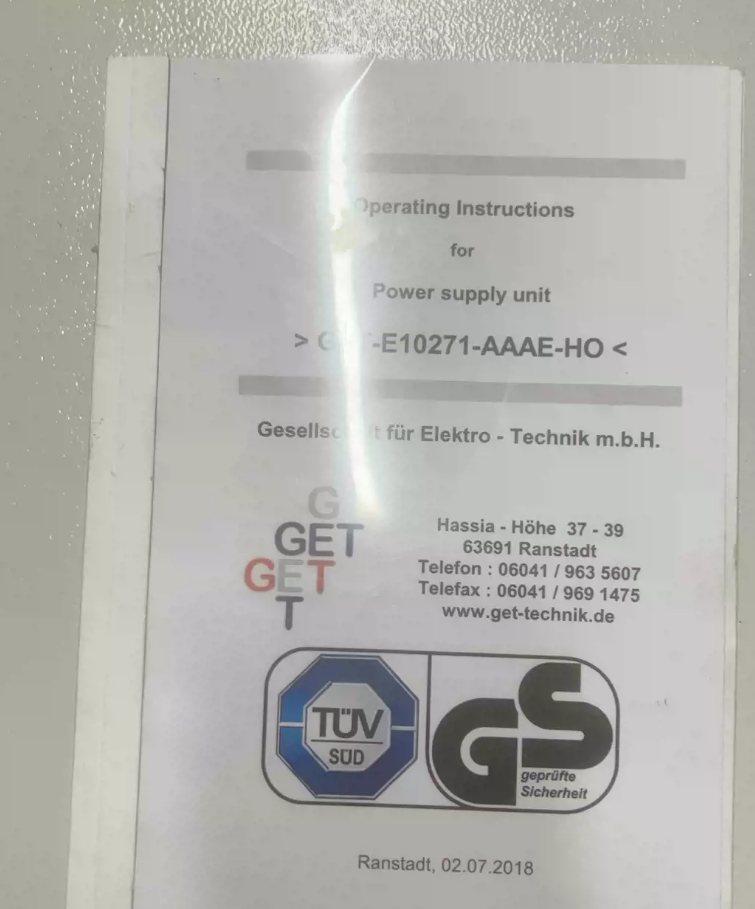 Operating Instructions
for
Power supply unit
> G -E10271-AAAE-HO <
für Elektro - Technik m.b.H.
G
GET
GET
T
Hassia - Höhe 37 - 39
63691 Ranstadt
Telefon : 06041 / 963 5607
Telefax : 06041 / 969 1475
www.get-technik.de
TÜV
SÜD
GS
geprüfte
Sicherheit
Ranstadt, 02.07.2018